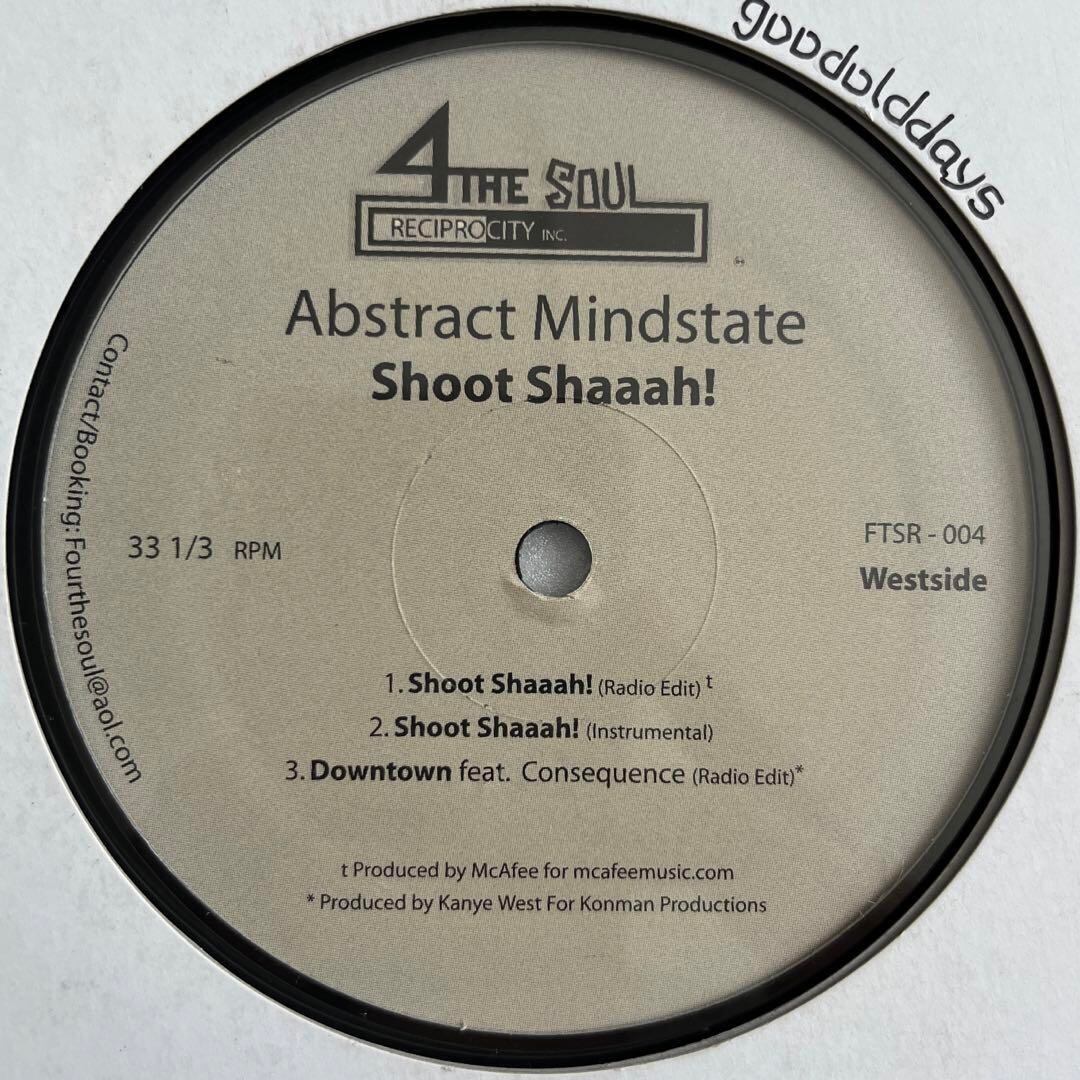 goodolddays
4 THE SOUL
RECIPROCITY INC.
Abstract Mindstate
Shoot Shaaah!
Contact/Booking: Fourthesoul@aol.com
33 1/3 RPM
FTSR - 004
Westside
1. Shoot Shaaah! (Radio Edit) t
2. Shoot Shaaah! (Instrumental)
3. Downtown feat. Consequence (Radio Edit)*
t Produced by McAfee for mcafeemusic.com
* Produced by Kanye West For Konman Productions